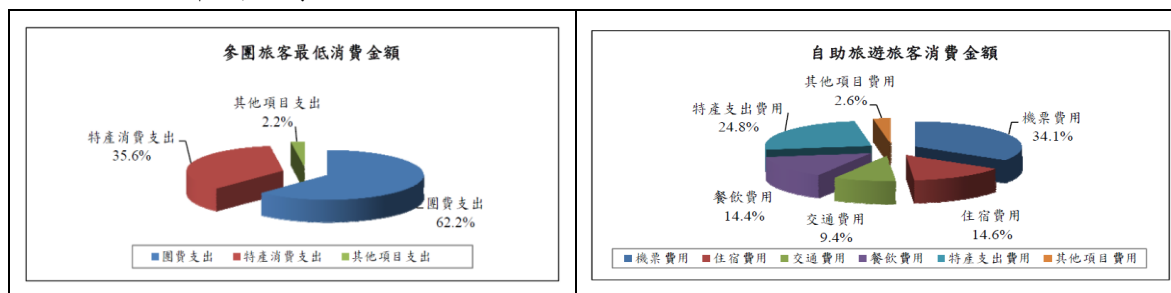 參團旅客最低消費金額
其他項目支出
2.2%
特產消費支出
35.6%
團費支出
62.2%
團費支出 特產消費支出 其他項目支出
自助旅遊旅客消費金額
其他項目費用
2.6%
特產支出費用
24.8%
機票費用
34.1%
餐飲費用
14.4%
交通費用
9.4%
住宿費用
14.6%
機票費用 住宿費用 交通費用 餐飲費用 特產支出費用 其他項目費用